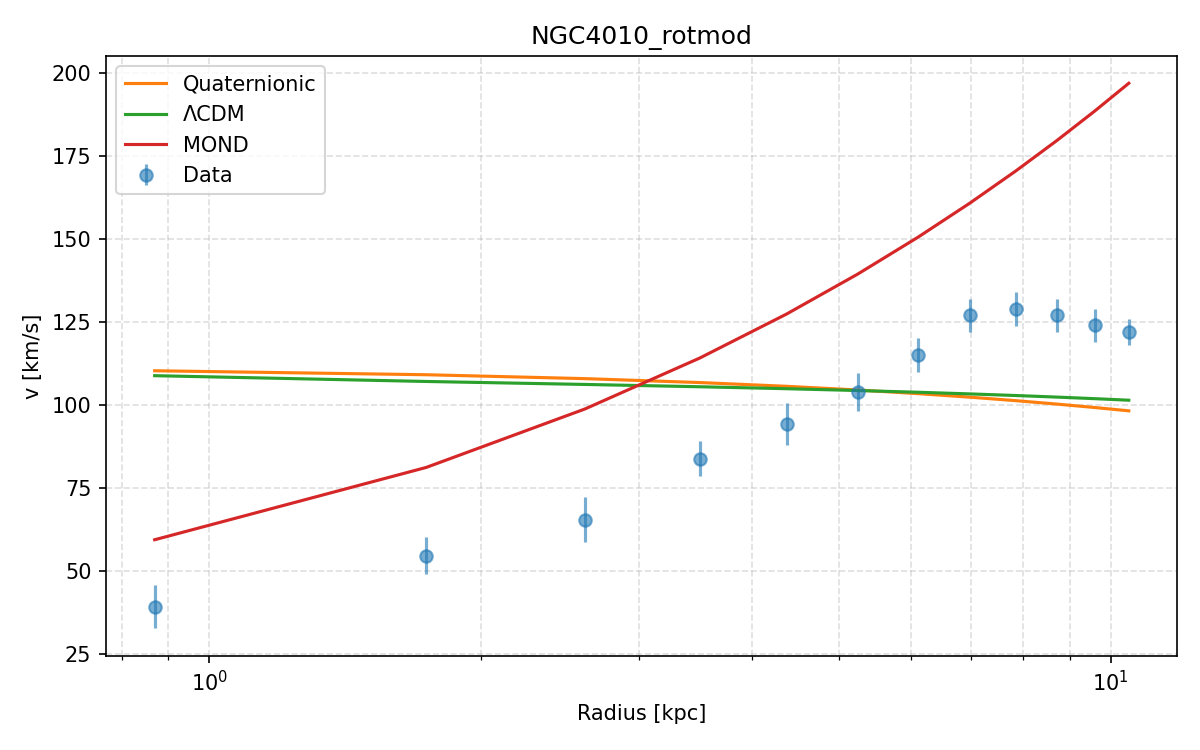 NGC4010_rotmod
Quaternionic
ΛCDM
MOND
Data
200
175
150
125
100
75
50
25
v [km/s]
10⁰
10¹
Radius [kpc]